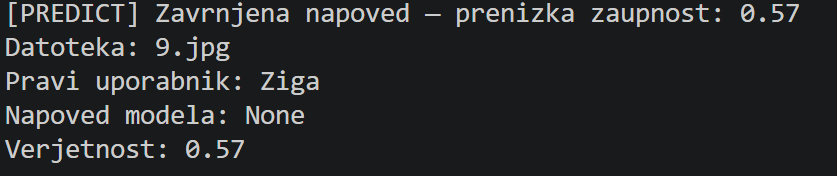 [PREDICT] Zavrnjena napoved — prenizka zaupnost: 0.57
Datoteka: 9.jpg
Pravi uporabnik: Ziga
Napoved modela: None
Verjetnost: 0.57